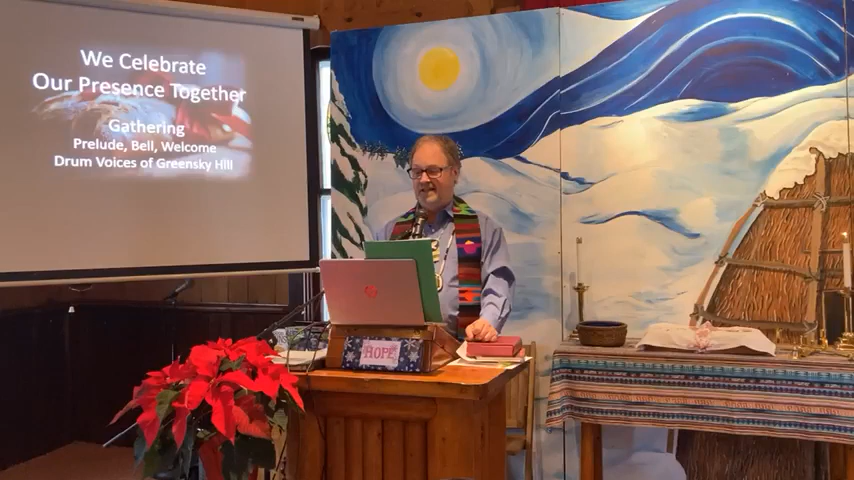 We Celebrate
Our Presence Together
Gathering
Prelude, Bell, Welcome
Drum Voices of Greensky Hill
HOPE